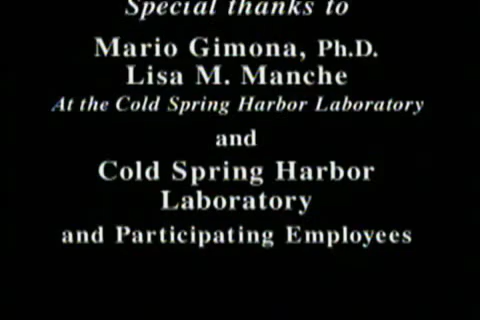 Special thanks to
Mario Gimona, Ph.D.
Lisa M. Manche
At the Cold Spring Harbor Laboratory
and
Cold Spring Harbor
Laboratory
and Participating Employees